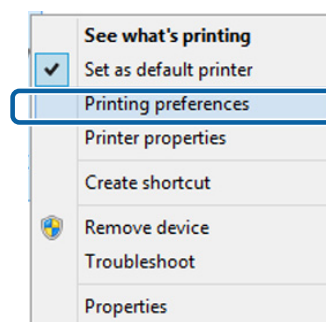 See what's printing
Set as default printer
Printing preferences
Printer properties
Create shortcut
Remove device
Troubleshoot
Properties